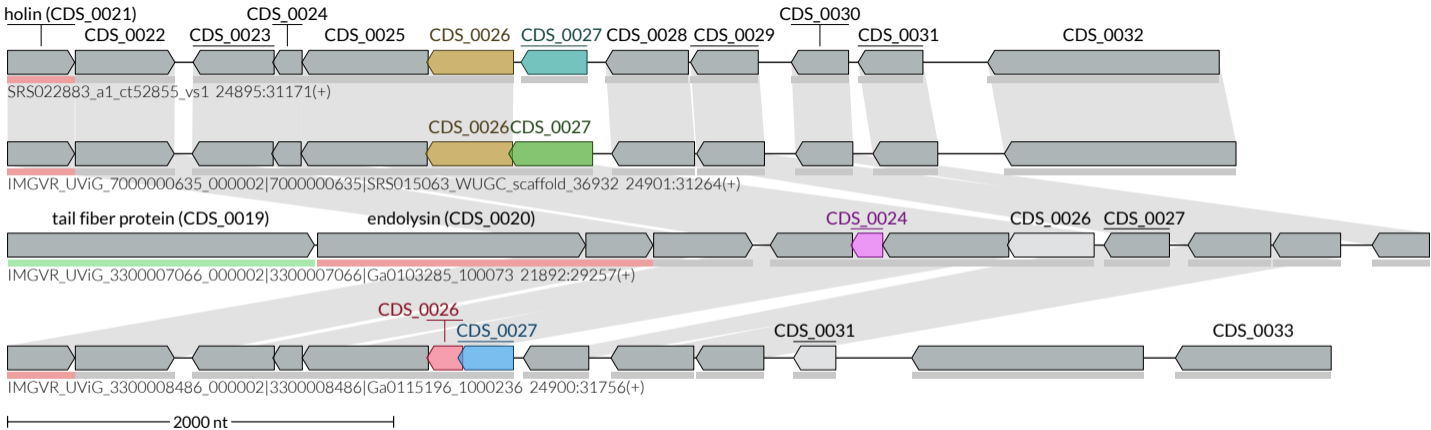 holin (CDS_0021) CDS_0024 CDS_0030
CDS_0022 CDS_0023 CDS_0025 CDS_0026 CDS_0027 CDS_0028 CDS_0029 CDS_0031 CDS_0032
SRS022883_a1_ct52855_vs1 24895:31171(+)
CDS_0026 CDS_0027
IMGVR_UViG_7000000635_000002|7000000635|SRS015063_WUGC_scaffold_36932 24901:31264(+)
tail fiber protein (CDS_0019) endolysin (CDS_0020) CDS_0024 CDS_0026 CDS_0027
IMGVR_UViG_3300007066_000002|3300007066|Ga0103285_100073 21892:29257(+)
CDS_0026
CDS_0027 CDS_0031 CDS_0033
IMGVR_UViG_3300008486_000002|3300008486|Ga0115196_1000236 24900:31756(+)
2000 nt